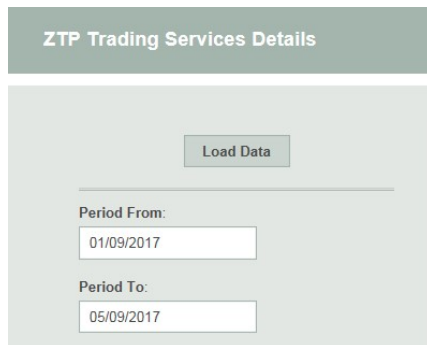 ZTP Trading Services Details
Load Data
Period From:
01/09/2017
Period To:
05/09/2017